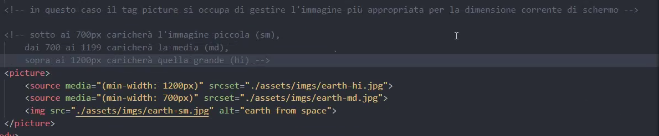 <!-- in questo caso il tag picture si occupa di gestire l'immagine più appropriata per la dimensione corrente di schermo -->
<!-- sotto ai 700px caricherà l'immagine piccola (sm),
dai 700 ai 1199 caricherà la media (md),
sopra ai 1200px caricherà quella grande (hi) -->
<picture>
<source media="(min-width: 1200px)" srcset="./assets/imgs/earth-hi.jpg">
<source media="(min-width: 700px)" srcset="./assets/imgs/earth-md.jpg">
<img src="./assets/imgs/earth-sm.jpg" alt="earth from space">
</picture>